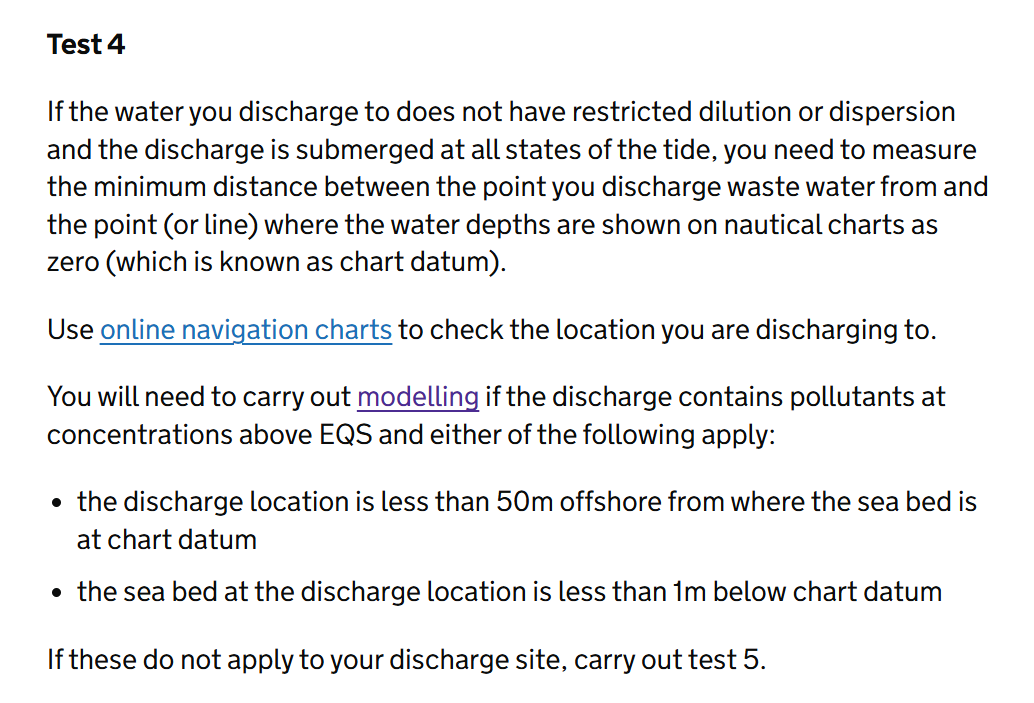 Test 4
If the water you discharge to does not have restricted dilution or dispersion
and the discharge is submerged at all states of the tide, you need to measure
the minimum distance between the point you discharge waste water from and
the point (or line) where the water depths are shown on nautical charts as
zero (which is known as chart datum).
Use online navigation charts to check the location you are discharging to.
You will need to carry out modelling if the discharge contains pollutants at
concentrations above EQS and either of the following apply:
• the discharge location is less than 50m offshore from where the sea bed is
at chart datum
• the sea bed at the discharge location is less than 1m below chart datum
If these do not apply to your discharge site, carry out test 5.